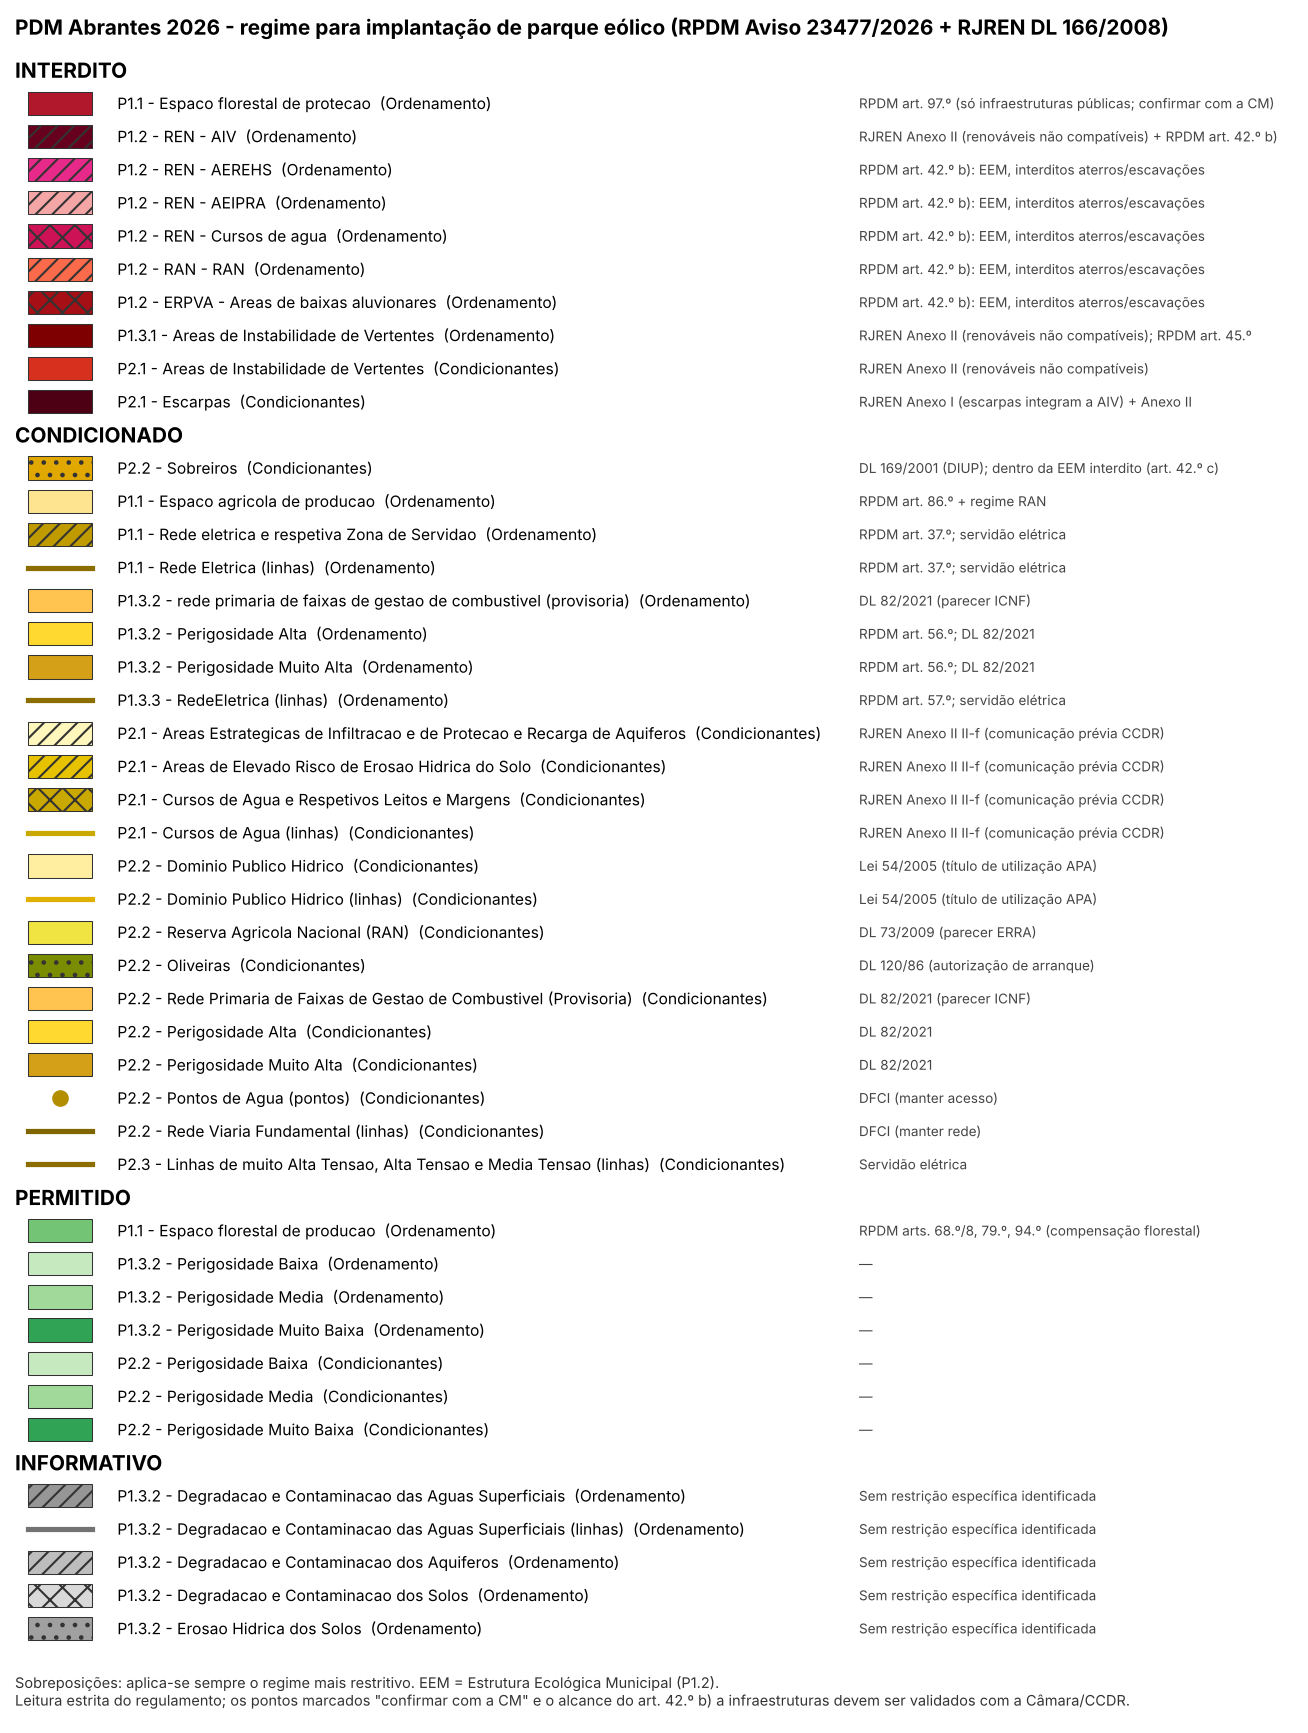 PDM Abrantes 2026 - regime para implantação de parque eólico (RPDM Aviso 23477/2026 + RJREN DL 166/2008)
INTERDITO
P1.1 - Espaco florestal de protecao (Ordenamento) RPDM art. 97.º (só infraestruturas públicas; confirmar com a CM)
P1.2 - REN - AIV (Ordenamento) RJREN Anexo II (renováveis não compatíveis) + RPDM art. 42.º b)
P1.2 - REN - AEREHS (Ordenamento) RPDM art. 42.º b): EEM, interditos aterros/escavações
P1.2 - REN - AEIPRA (Ordenamento) RPDM art. 42.º b): EEM, interditos aterros/escavações
P1.2 - REN - Cursos de agua (Ordenamento) RPDM art. 42.º b): EEM, interditos aterros/escavações
P1.2 - RAN - RAN (Ordenamento) RPDM art. 42.º b): EEM, interditos aterros/escavações
P1.2 - ERPVA - Areas de baixas aluvionares (Ordenamento) RPDM art. 42.º b): EEM, interditos aterros/escavações
P1.3.1 - Areas de Instabilidade de Vertentes (Ordenamento) RJREN Anexo II (renováveis não compatíveis); RPDM art. 45.º
P2.1 - Areas de Instabilidade de Vertentes (Condicionantes) RJREN Anexo II (renováveis não compatíveis)
P2.1 - Escarpas (Condicionantes) RJREN Anexo I (escarpas integram a AIV) + Anexo II
CONDICIONADO
P2.2 - Sobreiros (Condicionantes) DL 169/2001 (DIUP); dentro da EEM interdito (art. 42.º c)
P1.1 - Espaco agricola de producao (Ordenamento) RPDM art. 86.º + regime RAN
P1.1 - Rede eletrica e respetiva Zona de Servidao (Ordenamento) RPDM art. 37.º; servidão elétrica
P1.1 - Rede Eletrica (linhas) (Ordenamento) RPDM art. 37.º; servidão elétrica
P1.3.2 - rede primaria de faixas de gestao de combustivel (provisoria) (Ordenamento) DL 82/2021 (parecer ICNF)
P1.3.2 - Perigosidade Alta (Ordenamento) RPDM art. 56.º; DL 82/2021
P1.3.2 - Perigosidade Muito Alta (Ordenamento) RPDM art. 56.º; DL 82/2021
P1.3.3 - RedeEletrica (linhas) (Ordenamento) RPDM art. 57.º; servidão elétrica
P2.1 - Areas Estrategicas de Infiltracao e de Protecao e Recarga de Aquiferos (Condicionantes) RJREN Anexo II II-f (comunicação prévia CCDR)
P2.1 - Areas de Elevado Risco de Erosao Hidrica do Solo (Condicionantes) RJREN Anexo II II-f (comunicação prévia CCDR)
P2.1 - Cursos de Agua e Respetivos Leitos e Margens (Condicionantes) RJREN Anexo II II-f (comunicação prévia CCDR)
P2.1 - Cursos de Agua (linhas) (Condicionantes) RJREN Anexo II II-f (comunicação prévia CCDR)
P2.2 - Dominio Publico Hidrico (Condicionantes) Lei 54/2005 (título de utilização APA)
P2.2 - Dominio Publico Hidrico (linhas) (Condicionantes) Lei 54/2005 (título de utilização APA)
P2.2 - Reserva Agricola Nacional (RAN) (Condicionantes) DL 73/2009 (parecer ERRA)
P2.2 - Oliveiras (Condicionantes) DL 120/86 (autorização de arranque)
P2.2 - Rede Primaria de Faixas de Gestao de Combustivel (Provisoria) (Condicionantes) DL 82/2021 (parecer ICNF)
P2.2 - Perigosidade Alta (Condicionantes) DL 82/2021
P2.2 - Perigosidade Muito Alta (Condicionantes) DL 82/2021
P2.2 - Pontos de Agua (pontos) (Condicionantes) DFCI (manter acesso)
P2.2 - Rede Viaria Fundamental (linhas) (Condicionantes) DFCI (manter rede)
P2.3 - Linhas de muito Alta Tensao, Alta Tensao e Media Tensao (linhas) (Condicionantes) Servidão elétrica
PERMITIDO
P1.1 - Espaco florestal de producao (Ordenamento) RPDM arts. 68.º/8, 79.º, 94.º (compensação florestal)
P1.3.2 - Perigosidade Baixa (Ordenamento) —
P1.3.2 - Perigosidade Media (Ordenamento) —
P1.3.2 - Perigosidade Muito Baixa (Ordenamento) —
P2.2 - Perigosidade Baixa (Condicionantes) —
P2.2 - Perigosidade Media (Condicionantes) —
P2.2 - Perigosidade Muito Baixa (Condicionantes) —
INFORMATIVO
P1.3.2 - Degradacao e Contaminacao das Aguas Superficiais (Ordenamento) Sem restrição específica identificada
P1.3.2 - Degradacao e Contaminacao das Aguas Superficiais (linhas) (Ordenamento) Sem restrição específica identificada
P1.3.2 - Degradacao e Contaminacao dos Aquiferos (Ordenamento) Sem restrição específica identificada
P1.3.2 - Degradacao e Contaminacao dos Solos (Ordenamento) Sem restrição específica identificada
P1.3.2 - Erosao Hidrica dos Solos (Ordenamento) Sem restrição específica identificada
Sobreposições: aplica-se sempre o regime mais restritivo. EEM = Estrutura Ecológica Municipal (P1.2).
Leitura estrita do regulamento; os pontos marcados "confirmar com a CM" e o alcance do art. 42.º b) a infraestruturas devem ser validados com a Câmara/CCDR.